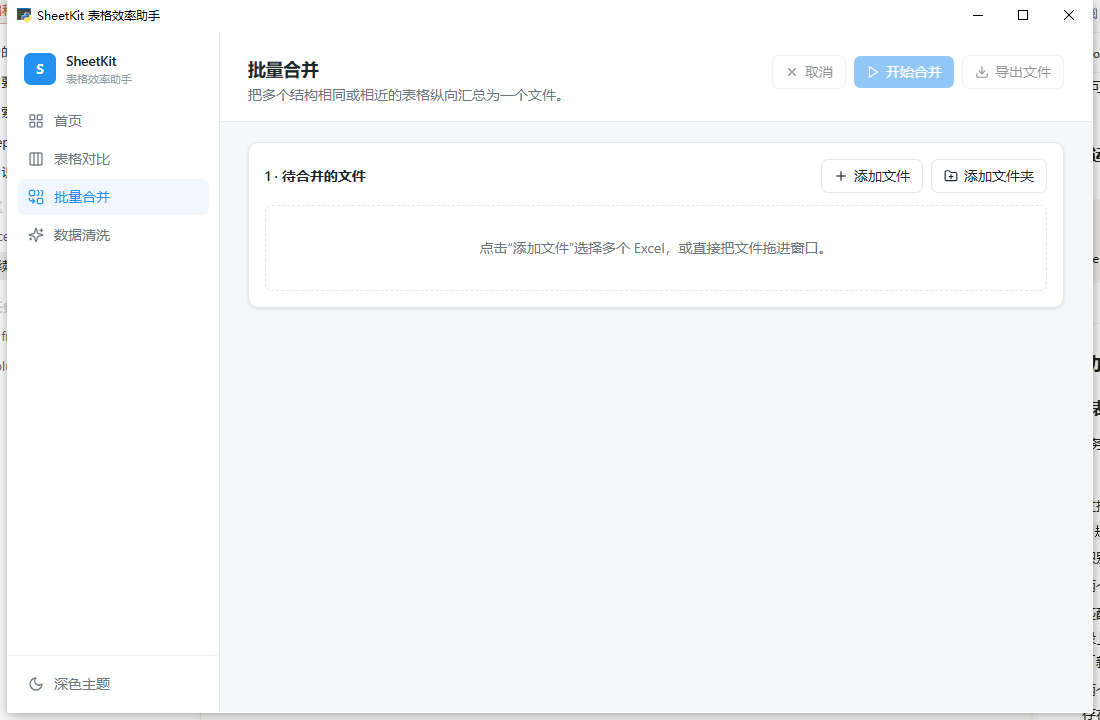 SheetKit 表格效率助手
S
SheetKit
表格效率助手
首页
表格对比
批量合并
数据清洗
深色主题
批量合并
把多个结构相同或相近的表格纵向汇总为一个文件。
取消
开始合并
导出文件
1 · 待合并的文件
添加文件
添加文件夹
点击“添加文件”选择多个 Excel，或直接把文件拖进窗口。